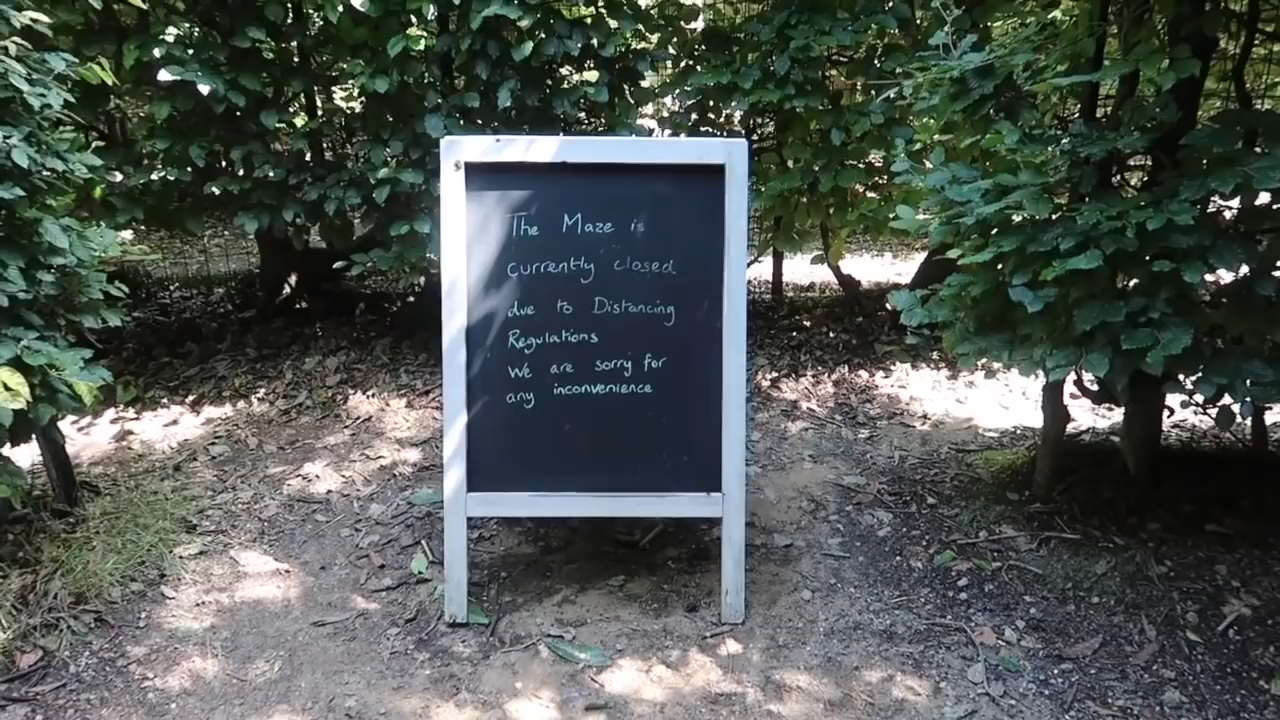 The Maze is
currently closed
due to Distancing
Regulations
We are sorry for
any inconvenience